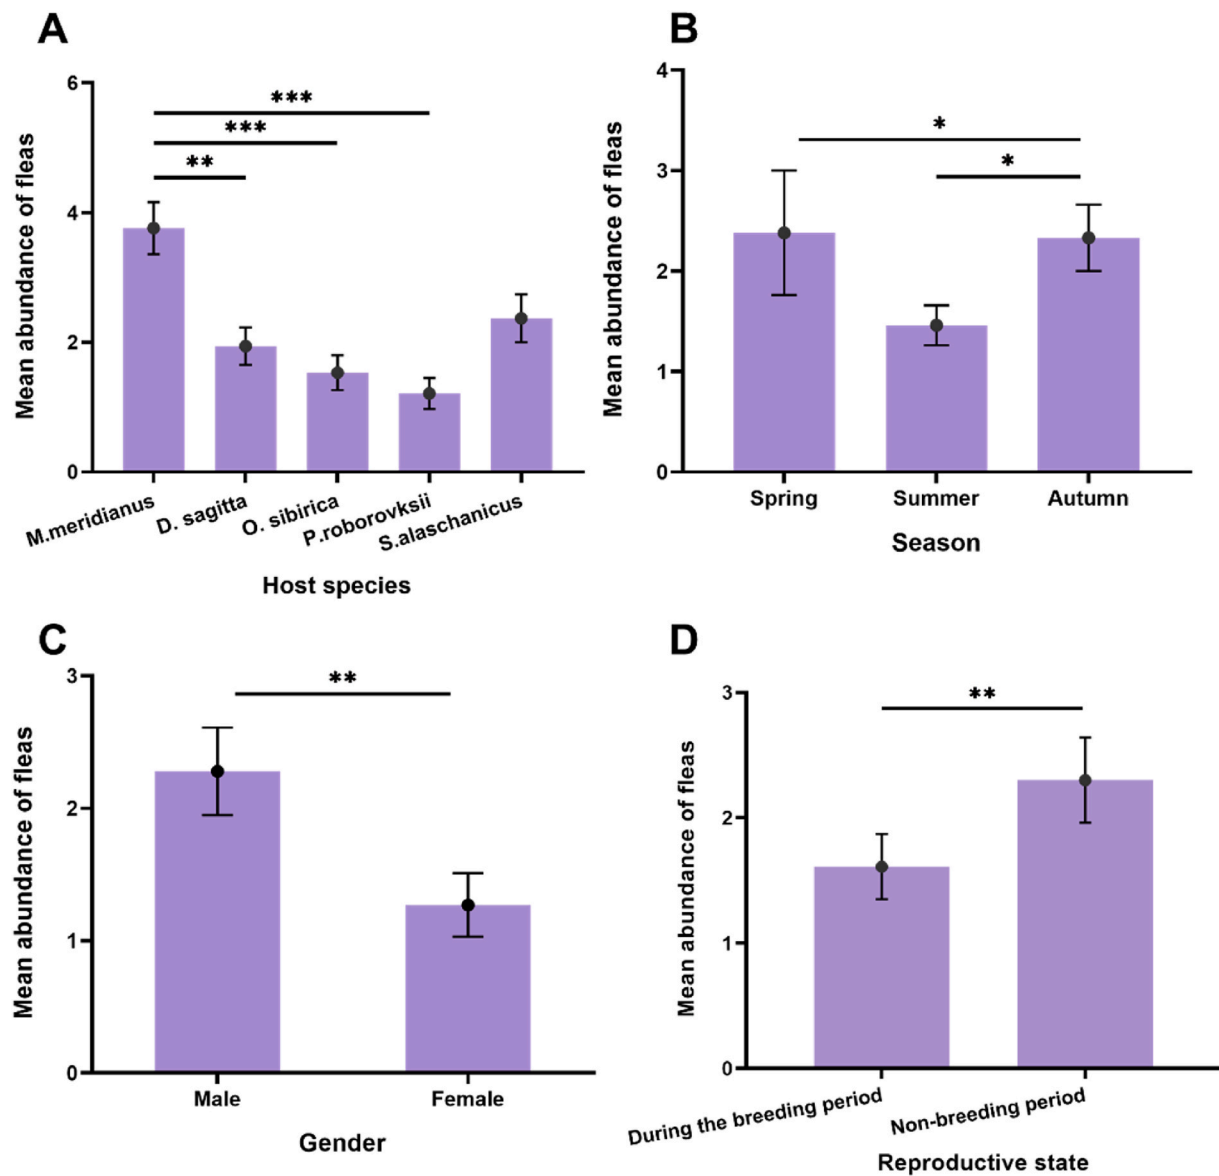 A
Mean abundance of fleas
6
4
2
0
***
***
**
M.meridianus
D. sagitta
O. sibirica
P.roborovksii
S.alaschanicus
Host species
B
Mean abundance of fleas
4
3
2
1
0
*
*
Spring
Summer
Autumn
Season
C
Mean abundance of fleas
3
2
1
0
**
Male
Female
Gender
D
Mean abundance of fleas
3
2
1
0
**
During the breeding period
Non-breeding period
Reproductive state